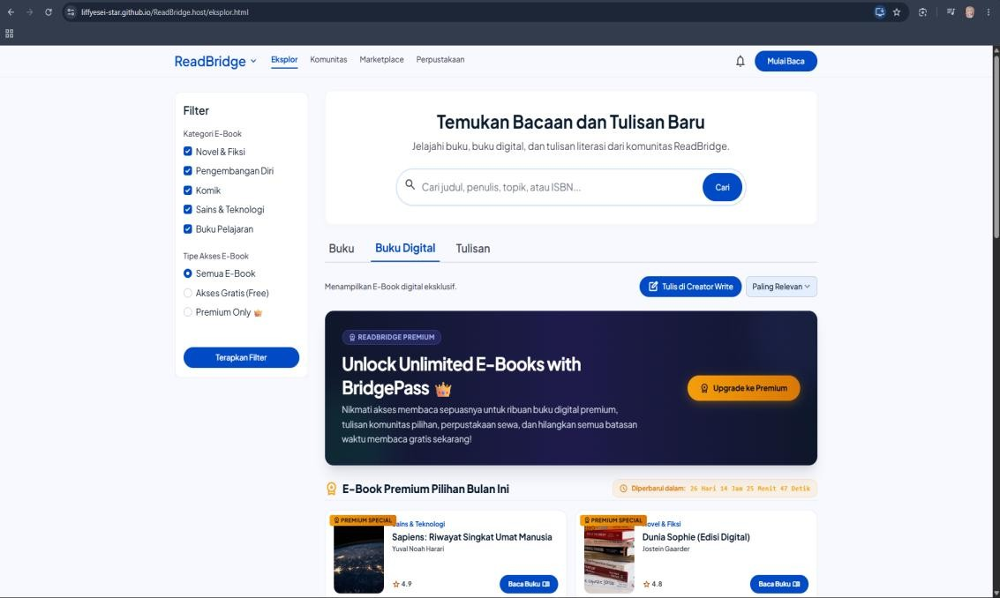 liffyesei-star.github.io/ReadBridge.host/eksplor.html
ReadBridge
Eksplor
Komunitas
Marketplace
Perpustakaan
Mulai Baca
Filter
Kategori E-Book
Novel & Fiksi
Pengembangan Diri
Komik
Sains & Teknologi
Buku Pelajaran
Tipe Akses E-Book
Semua E-Book
Akses Gratis (Free)
Premium Only
Terapkan Filter
Temukan Bacaan dan Tulisan Baru
Jelajahi buku, buku digital, dan tulisan literasi dari komunitas ReadBridge.
Cari judul, penulis, topik, atau ISBN...
Cari
Buku
Buku Digital
Tulisan
Menampilkan E-Book digital eksklusif.
Tulis di Creator Write
Paling Relevan
READBRIDGE PREMIUM
Unlock Unlimited E-Books with
BridgePass
Nikmati akses membaca sepuasnya untuk ribuan buku digital premium,
tulisan komunitas pilihan, perpustakaan sewa, dan hilangkan semua batasan
waktu membaca gratis sekarang!
Upgrade ke Premium
E-Book Premium Pilihan Bulan Ini
Diperbarui dalam: 26 Hari 14 Jam 25 Menit 47 Detik
PREMIUM SPECIAL
Sains & Teknologi
Sapiens: Riwayat Singkat Umat Manusia
Yuval Noah Harari
4.9
Baca Buku
PREMIUM SPECIAL
Novel & Fiksi
Dunia Sophie (Edisi Digital)
Jostein Gaarder
4.8
Baca Buku